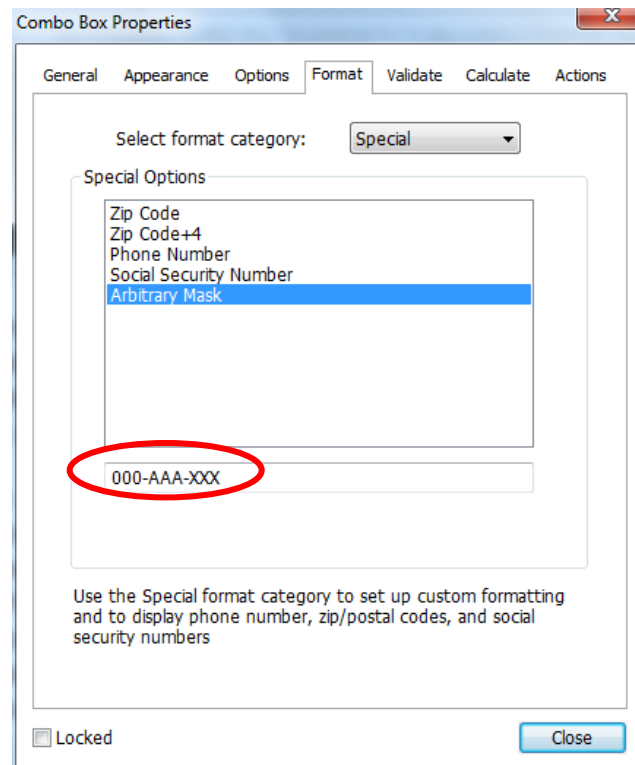 Combo Box Properties
X
General Appearance Options Format Validate Calculate Actions
Select format category: Special
Special Options
Zip Code
Zip Code+4
Phone Number
Social Security Number
Arbitrary Mask
000-AAA-XXX
Use the Special format category to set up custom formatting
and to display phone number, zip/postal codes, and social
security numbers
Locked Close